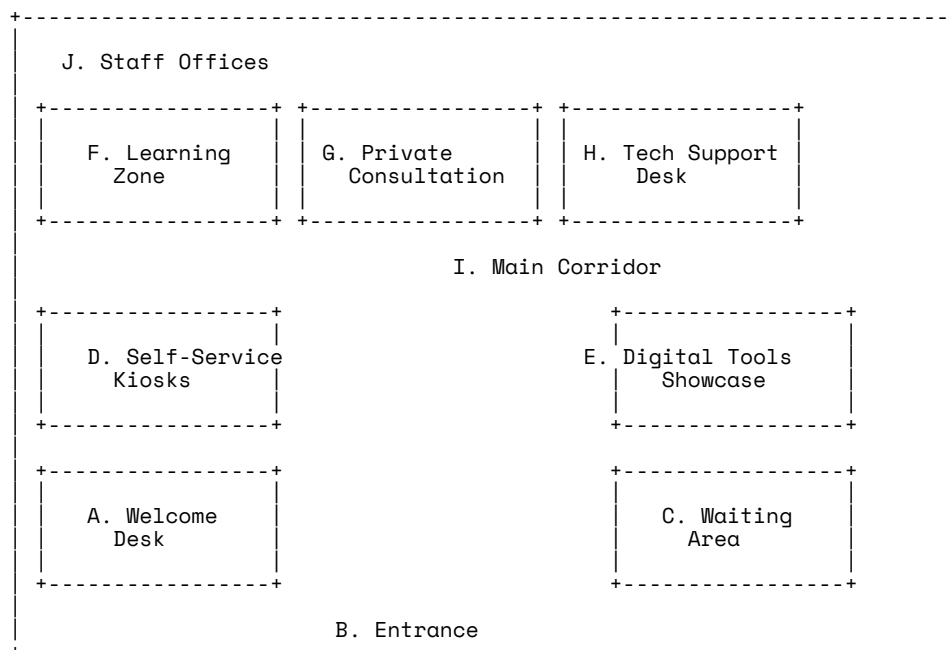 J. Staff Offices
F. Learning Zone
G. Private Consultation
H. Tech Support Desk
I. Main Corridor
D. Self-Service Kiosks
E. Digital Tools Showcase
A. Welcome Desk
C. Waiting Area
B. Entrance